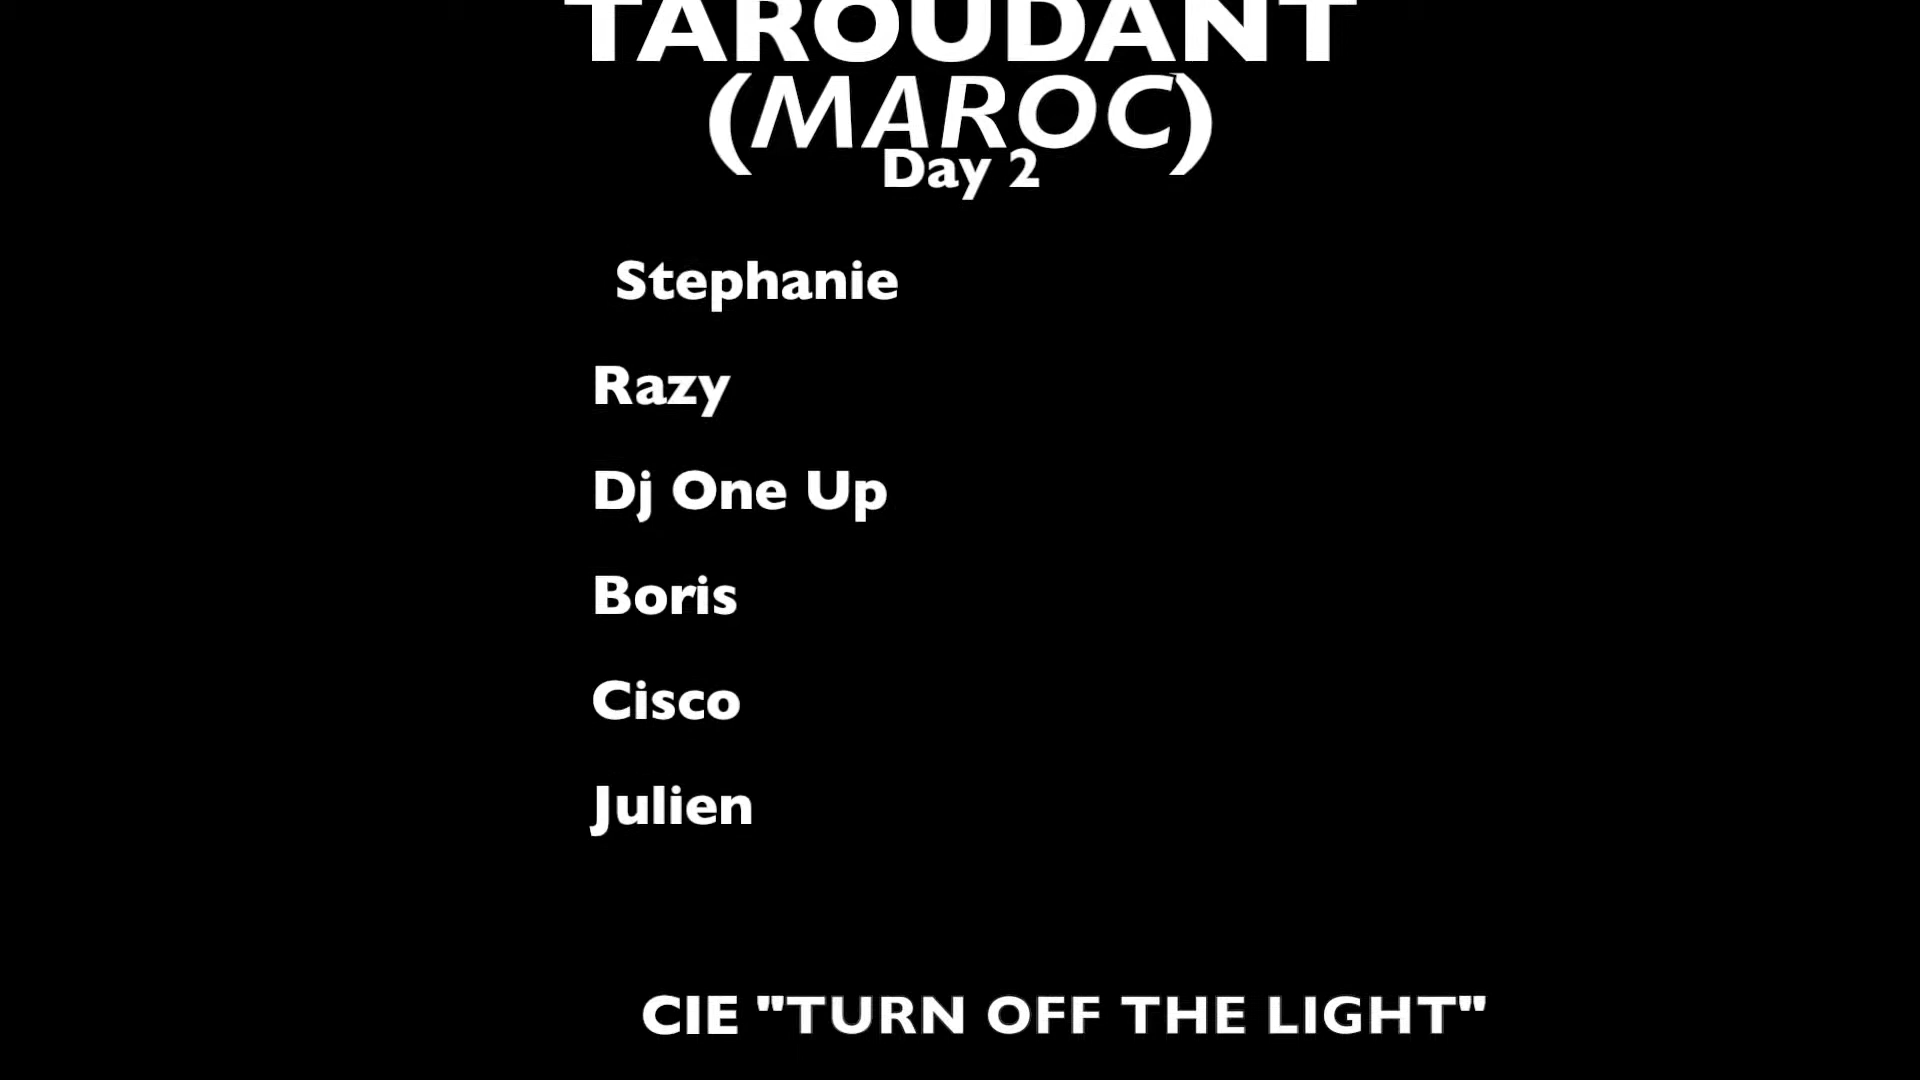 TAROUDANT
(MAROC)
Day 2
Stephanie
Razy
Dj One Up
Boris
Cisco
Julien
CIE "TURN OFF THE LIGHT"